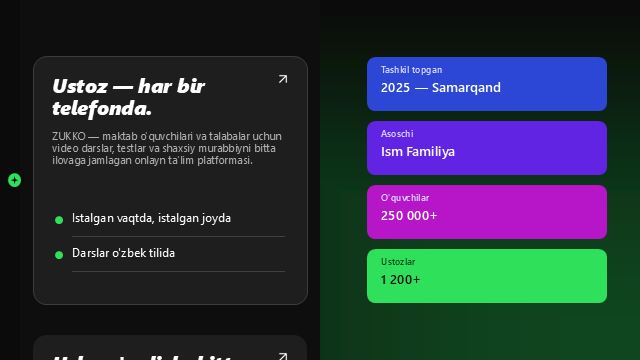 Ustoz — har bir
telefonda.
ZUKKO — maktab o'quvchilari va talabalar uchun
video darslar, testlar va shaxsiy murabbiyni bitta
ilovaga jamlagan onlayn ta'lim platformasi.
Istalgan vaqtda, istalgan joyda
Darslar o'zbek tilida
Tashkil topgan
2025 — Samarqand
Asoschi
Ism Familiya
O'quvchilar
250 000+
Ustozlar
1 200+